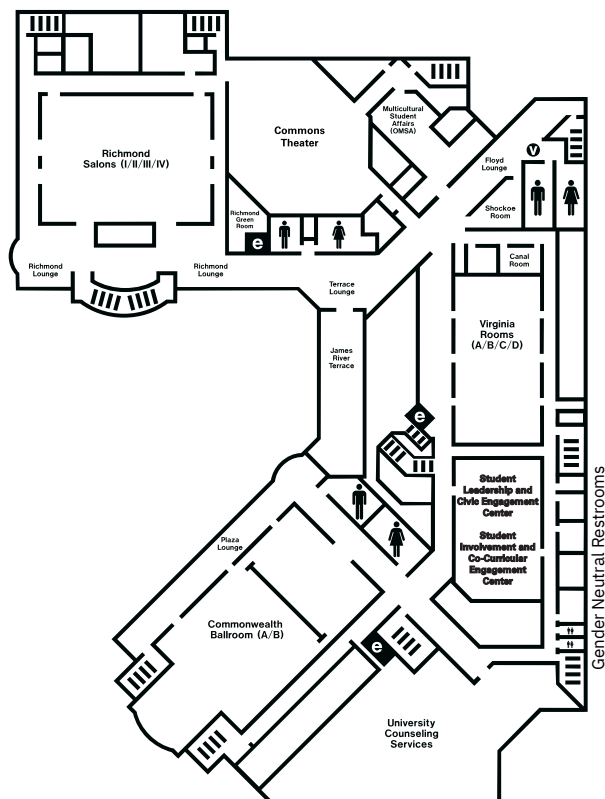 Multicultural
Student
Affairs
(OMSA)
Commons
Theater
Richmond
Salons (I/II/III/IV)
Floyd
Lounge
v
Shockoe
Room
Richmond
Green
Room
e
Canal
Room
Richmond
Lounge
Richmond
Lounge
Terrace
Lounge
Virginia
Rooms
(A/B/C/D)
James
River
Terrace
e
Student
Leadership and
Civic Engagement
Center
Student
Involvement and
Co-Curricular
Engagement
Center
Gender Neutral Restrooms
Plaza
Lounge
Commonwealth
Ballroom (A/B)
e
University
Counseling
Services